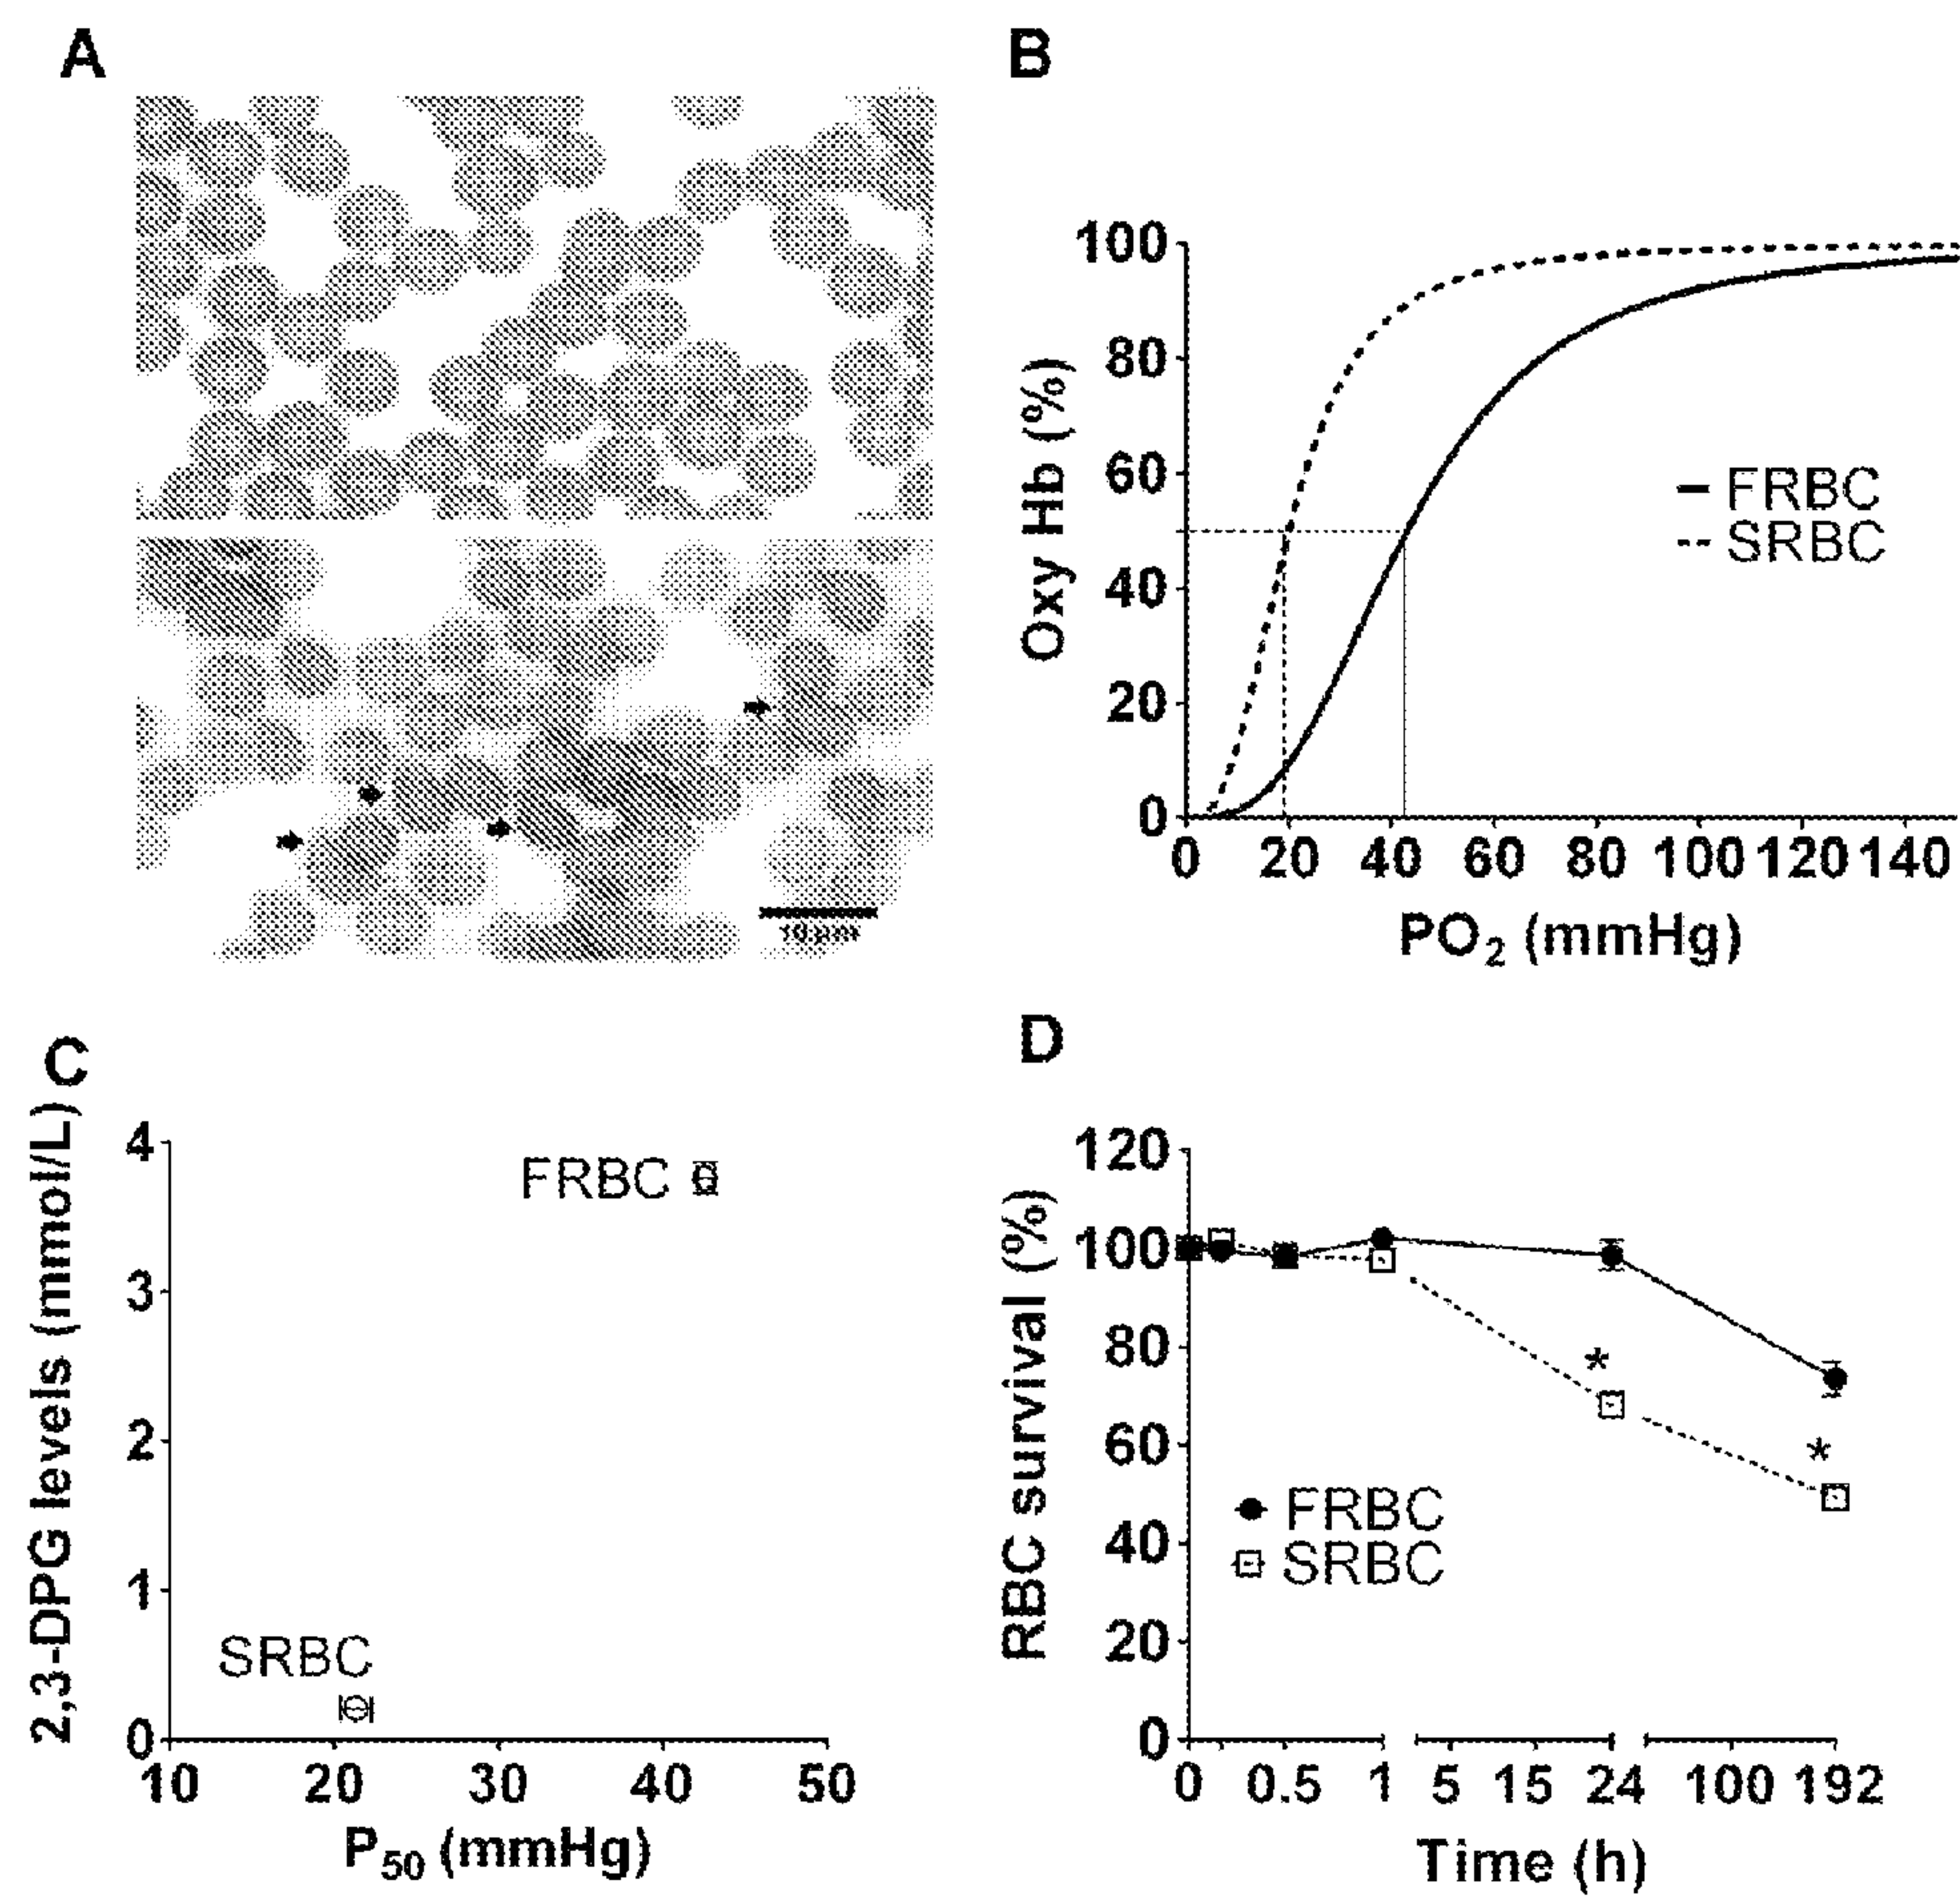 A
10 µm
B
Oxy Hb (%)
100
80
60
40
20
0
FRBC
SRBC
0 20 40 60 80 100 120 140
PO₂ (mmHg)
C
2,3-DPG levels (mmol/L)
4
3
2
1
0
FRBC
SRBC
10 20 30 40 50
P₅₀ (mmHg)
D
RBC survival (%)
120
100
80
60
40
20
0
*
*
FRBC
SRBC
0 0.5 1 5 15 24 100 192
Time (h)